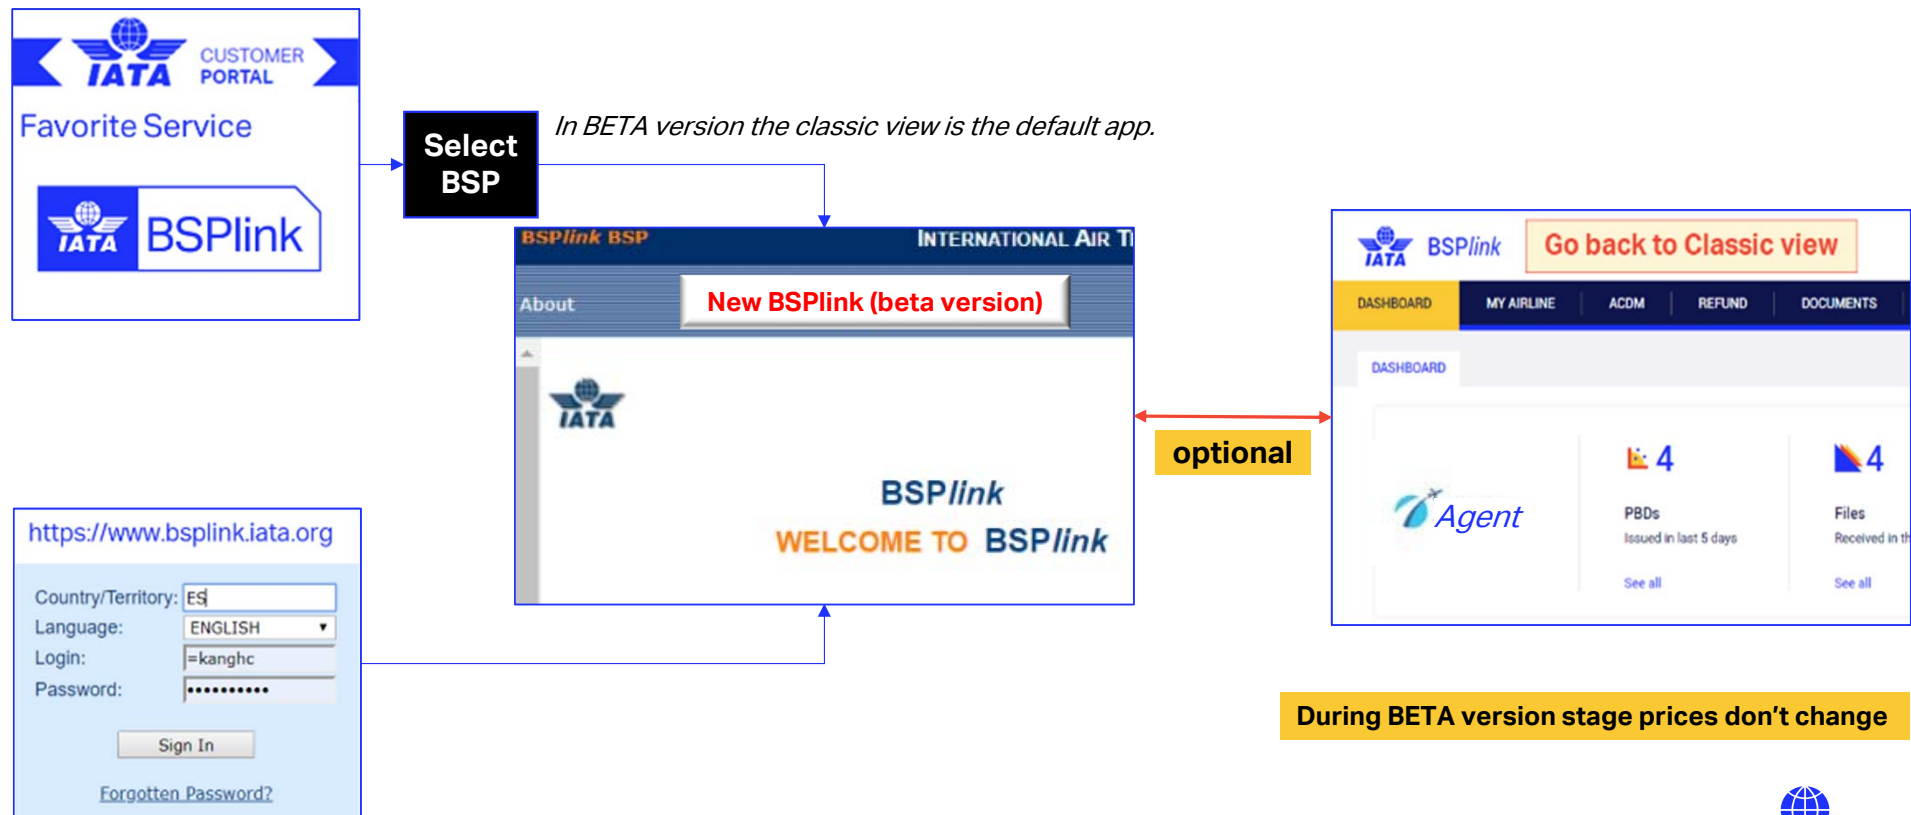 IATA
CUSTOMER
PORTAL
Favorite Service
IATA
BSPlink
Select
BSP
In BETA version the classic view is the default app.
BSPlink BSP
INTERNATIONAL AIR T
About
New BSPlink (beta version)
IATA
BSPlink
WELCOME TO BSPlink
optional
IATA
BSPlink
Go back to Classic view
DASHBOARD
MY AIRLINE
ACDM
REFUND
DOCUMENTS
DASHBOARD
Agent
4
PBDs
Issued in last 5 days
See all
4
Files
Received in th
See all
https://www.bsplink.iata.org
Country/Territory: ES
Language: ENGLISH
Login: =kanghc
Password: ••••••••••
Sign In
Forgotten Password?
During BETA version stage prices don't change